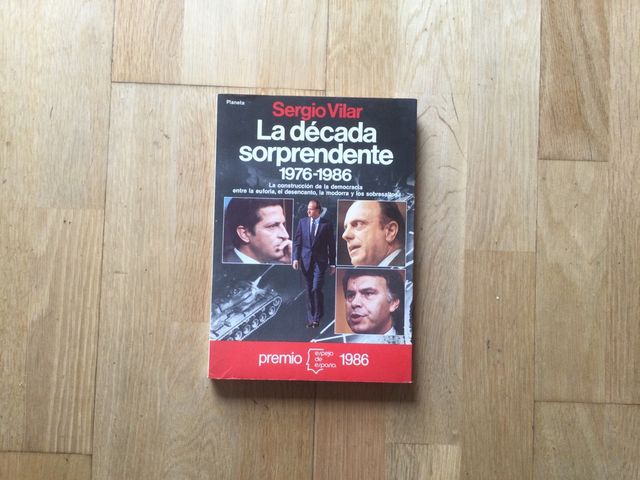 Planeta
Sergio Vilar
La década
sorprendente
1976-1986
La construcción de la democracia
entre la euforia, el desencanto, la modorra y los sobresaltos
premio espejo de españa 1986